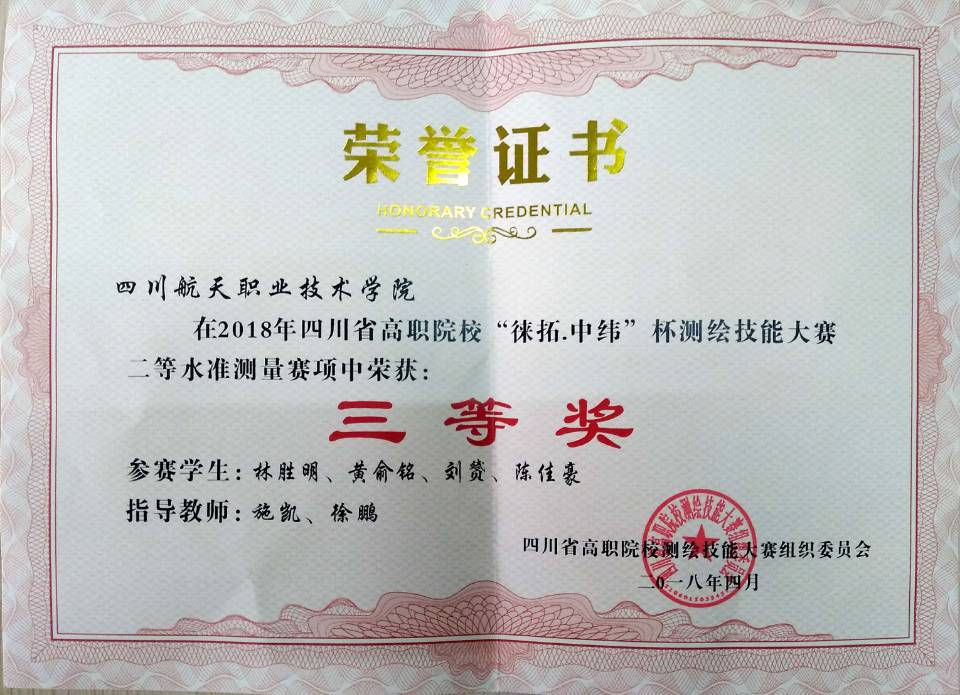 荣誉证书
HONORARY CREDENTIAL
四川航天职业技术学院
在2018年四川省高职院校“徕拓.中纬”杯测绘技能大赛
二等水准测量赛项中荣获：
三等奖
参赛学生：林胜明、黄俞铭、刘赟、陈佳豪
指导教师：施凯、徐鹏
四川省高职院校测绘技能大赛组织委员会
二0一八年四月